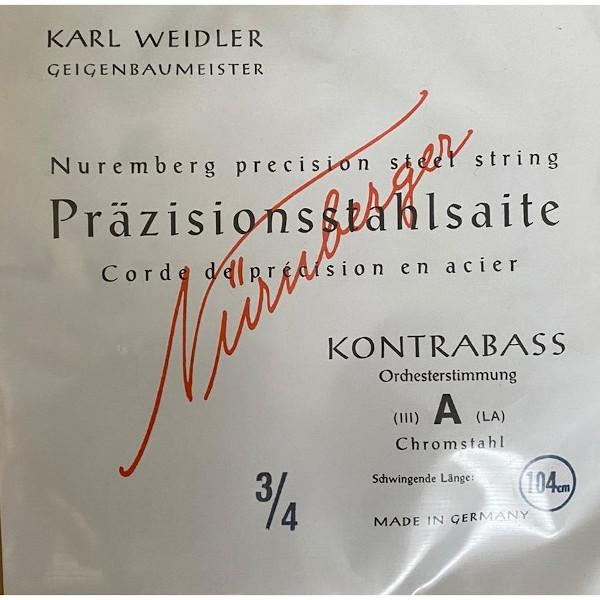 KARL WEIDLER
GEIGENBAUMEISTER
Nuremberg precision steel string
Präzisionsstahlsaite
Corde de précision en acier
Nürnberger
KONTRABASS
Orchesterstimmung
(III) A (LA)
Chromstahl
Schwingende Länge: 104cm
3/4
MADE IN GERMANY